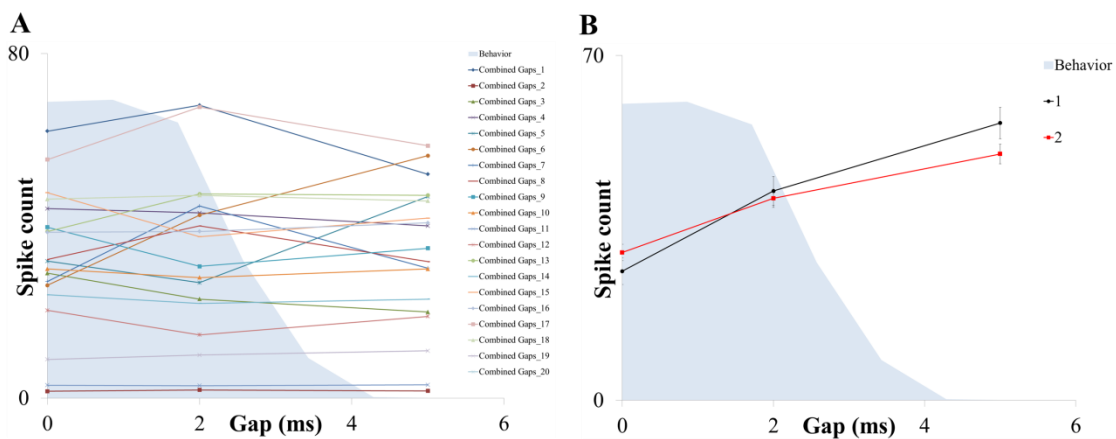 A
80
Spike count
0
0
2
4
6
Gap (ms)
Behavior
Combined Gaps_1
Combined Gaps_2
Combined Gaps_3
Combined Gaps_4
Combined Gaps_5
Combined Gaps_6
Combined Gaps_7
Combined Gaps_8
Combined Gaps_9
Combined Gaps_10
Combined Gaps_11
Combined Gaps_12
Combined Gaps_13
Combined Gaps_14
Combined Gaps_15
Combined Gaps_16
Combined Gaps_17
Combined Gaps_18
Combined Gaps_19
Combined Gaps_20
B
70
Spike count
0
0
2
4
6
Gap (ms)
Behavior
1
2